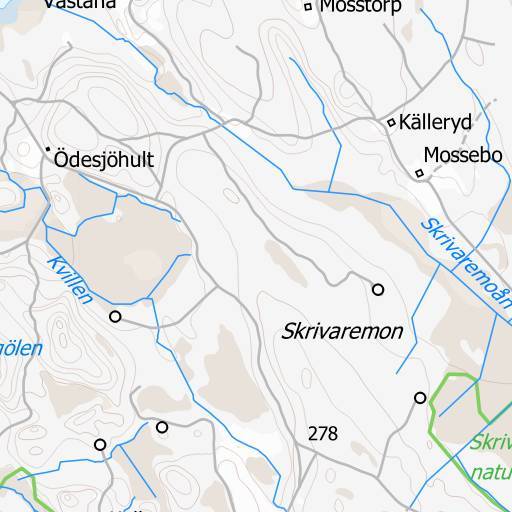 Västana
Mosstorp
Källeryd
Ödesjöhult
Mossebo
Skrivaremoån
Kvillen
Skrivaremon
278